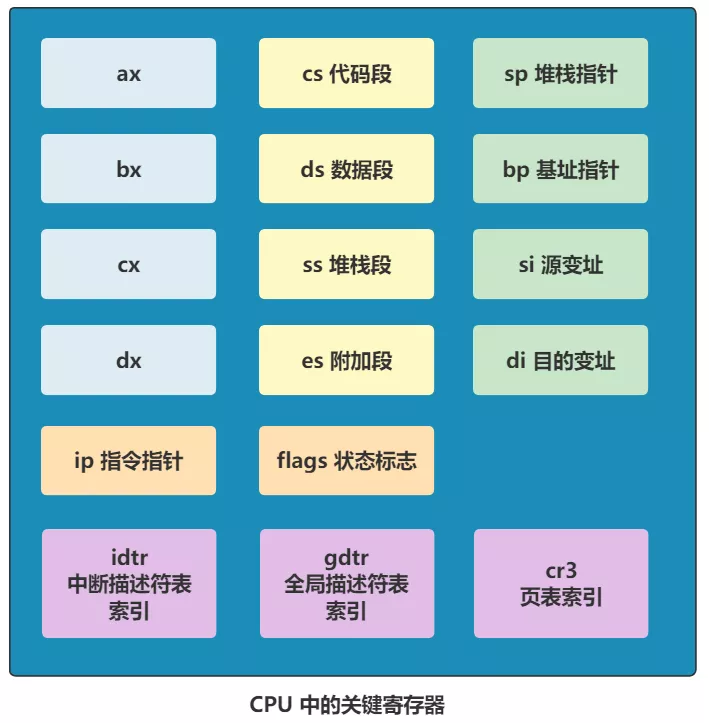 ax
cs 代码段
sp 堆栈指针
bx
ds 数据段
bp 基址指针
cx
ss 堆栈段
si 源变址
dx
es 附加段
di 目的变址
ip 指令指针
flags 状态标志
idtr
中断描述符表
索引
gdtr
全局描述符表
索引
cr3
页表索引
CPU 中的关键寄存器